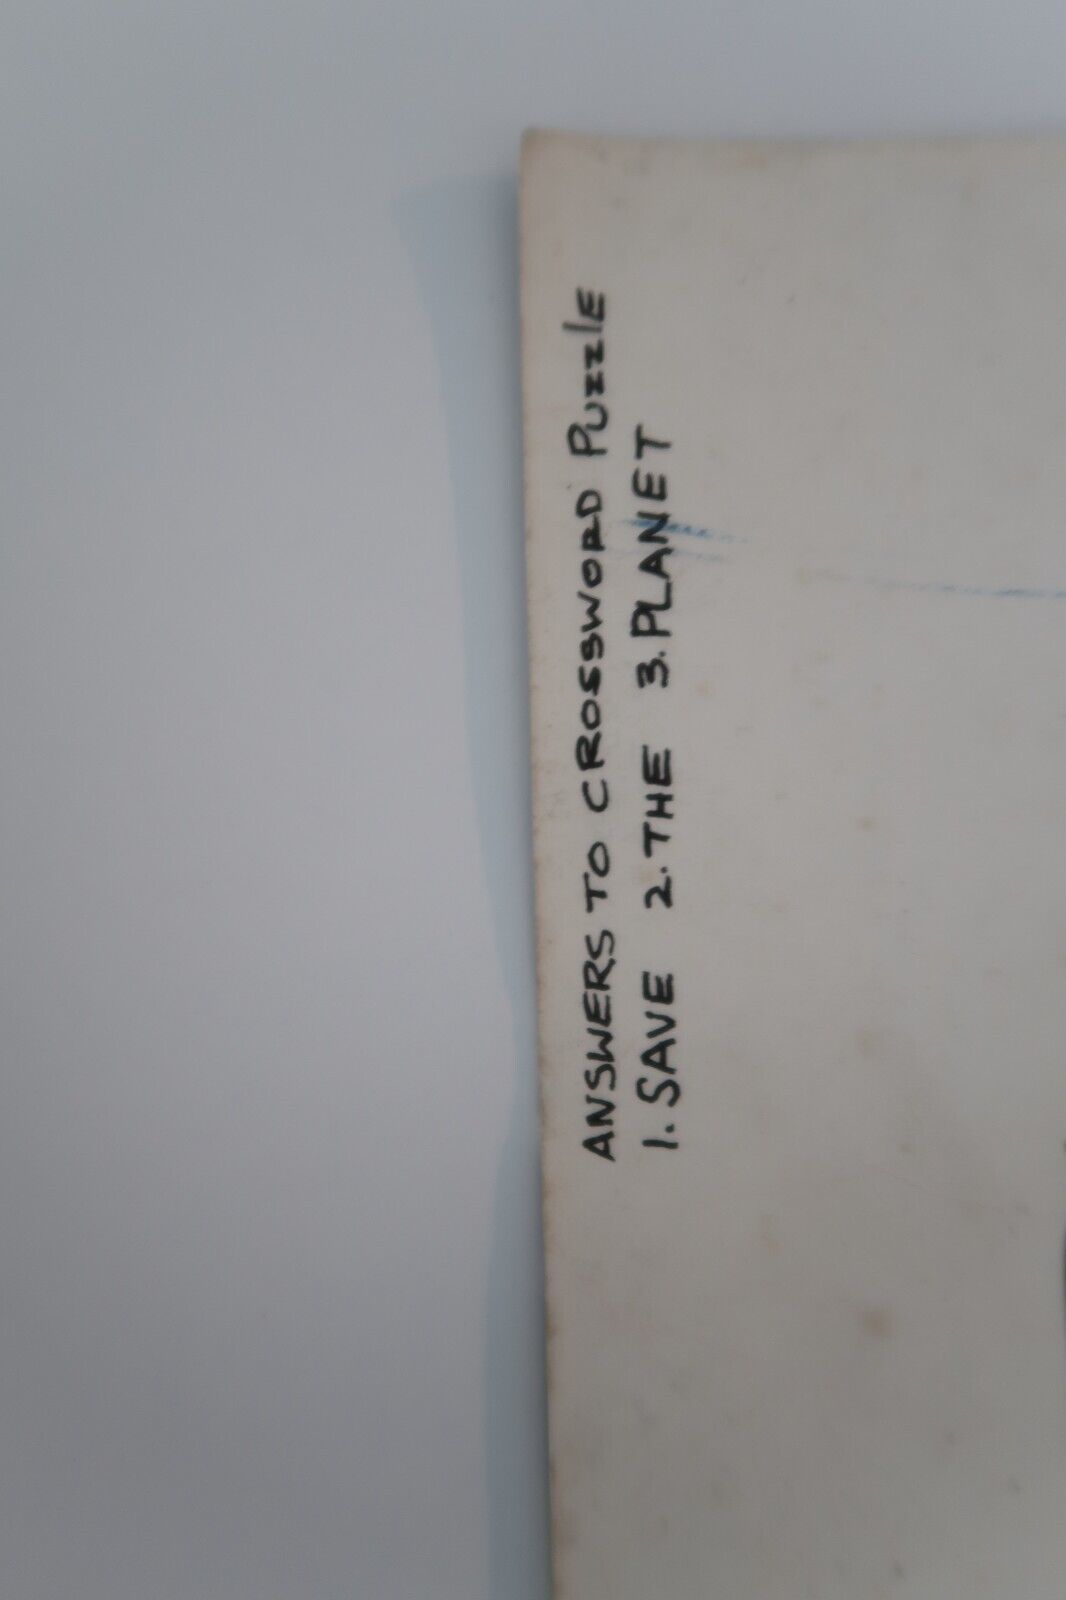 ANSWERS TO CROSSWORD PuzzlE
1. SAVE 2. THE 3. PLANET